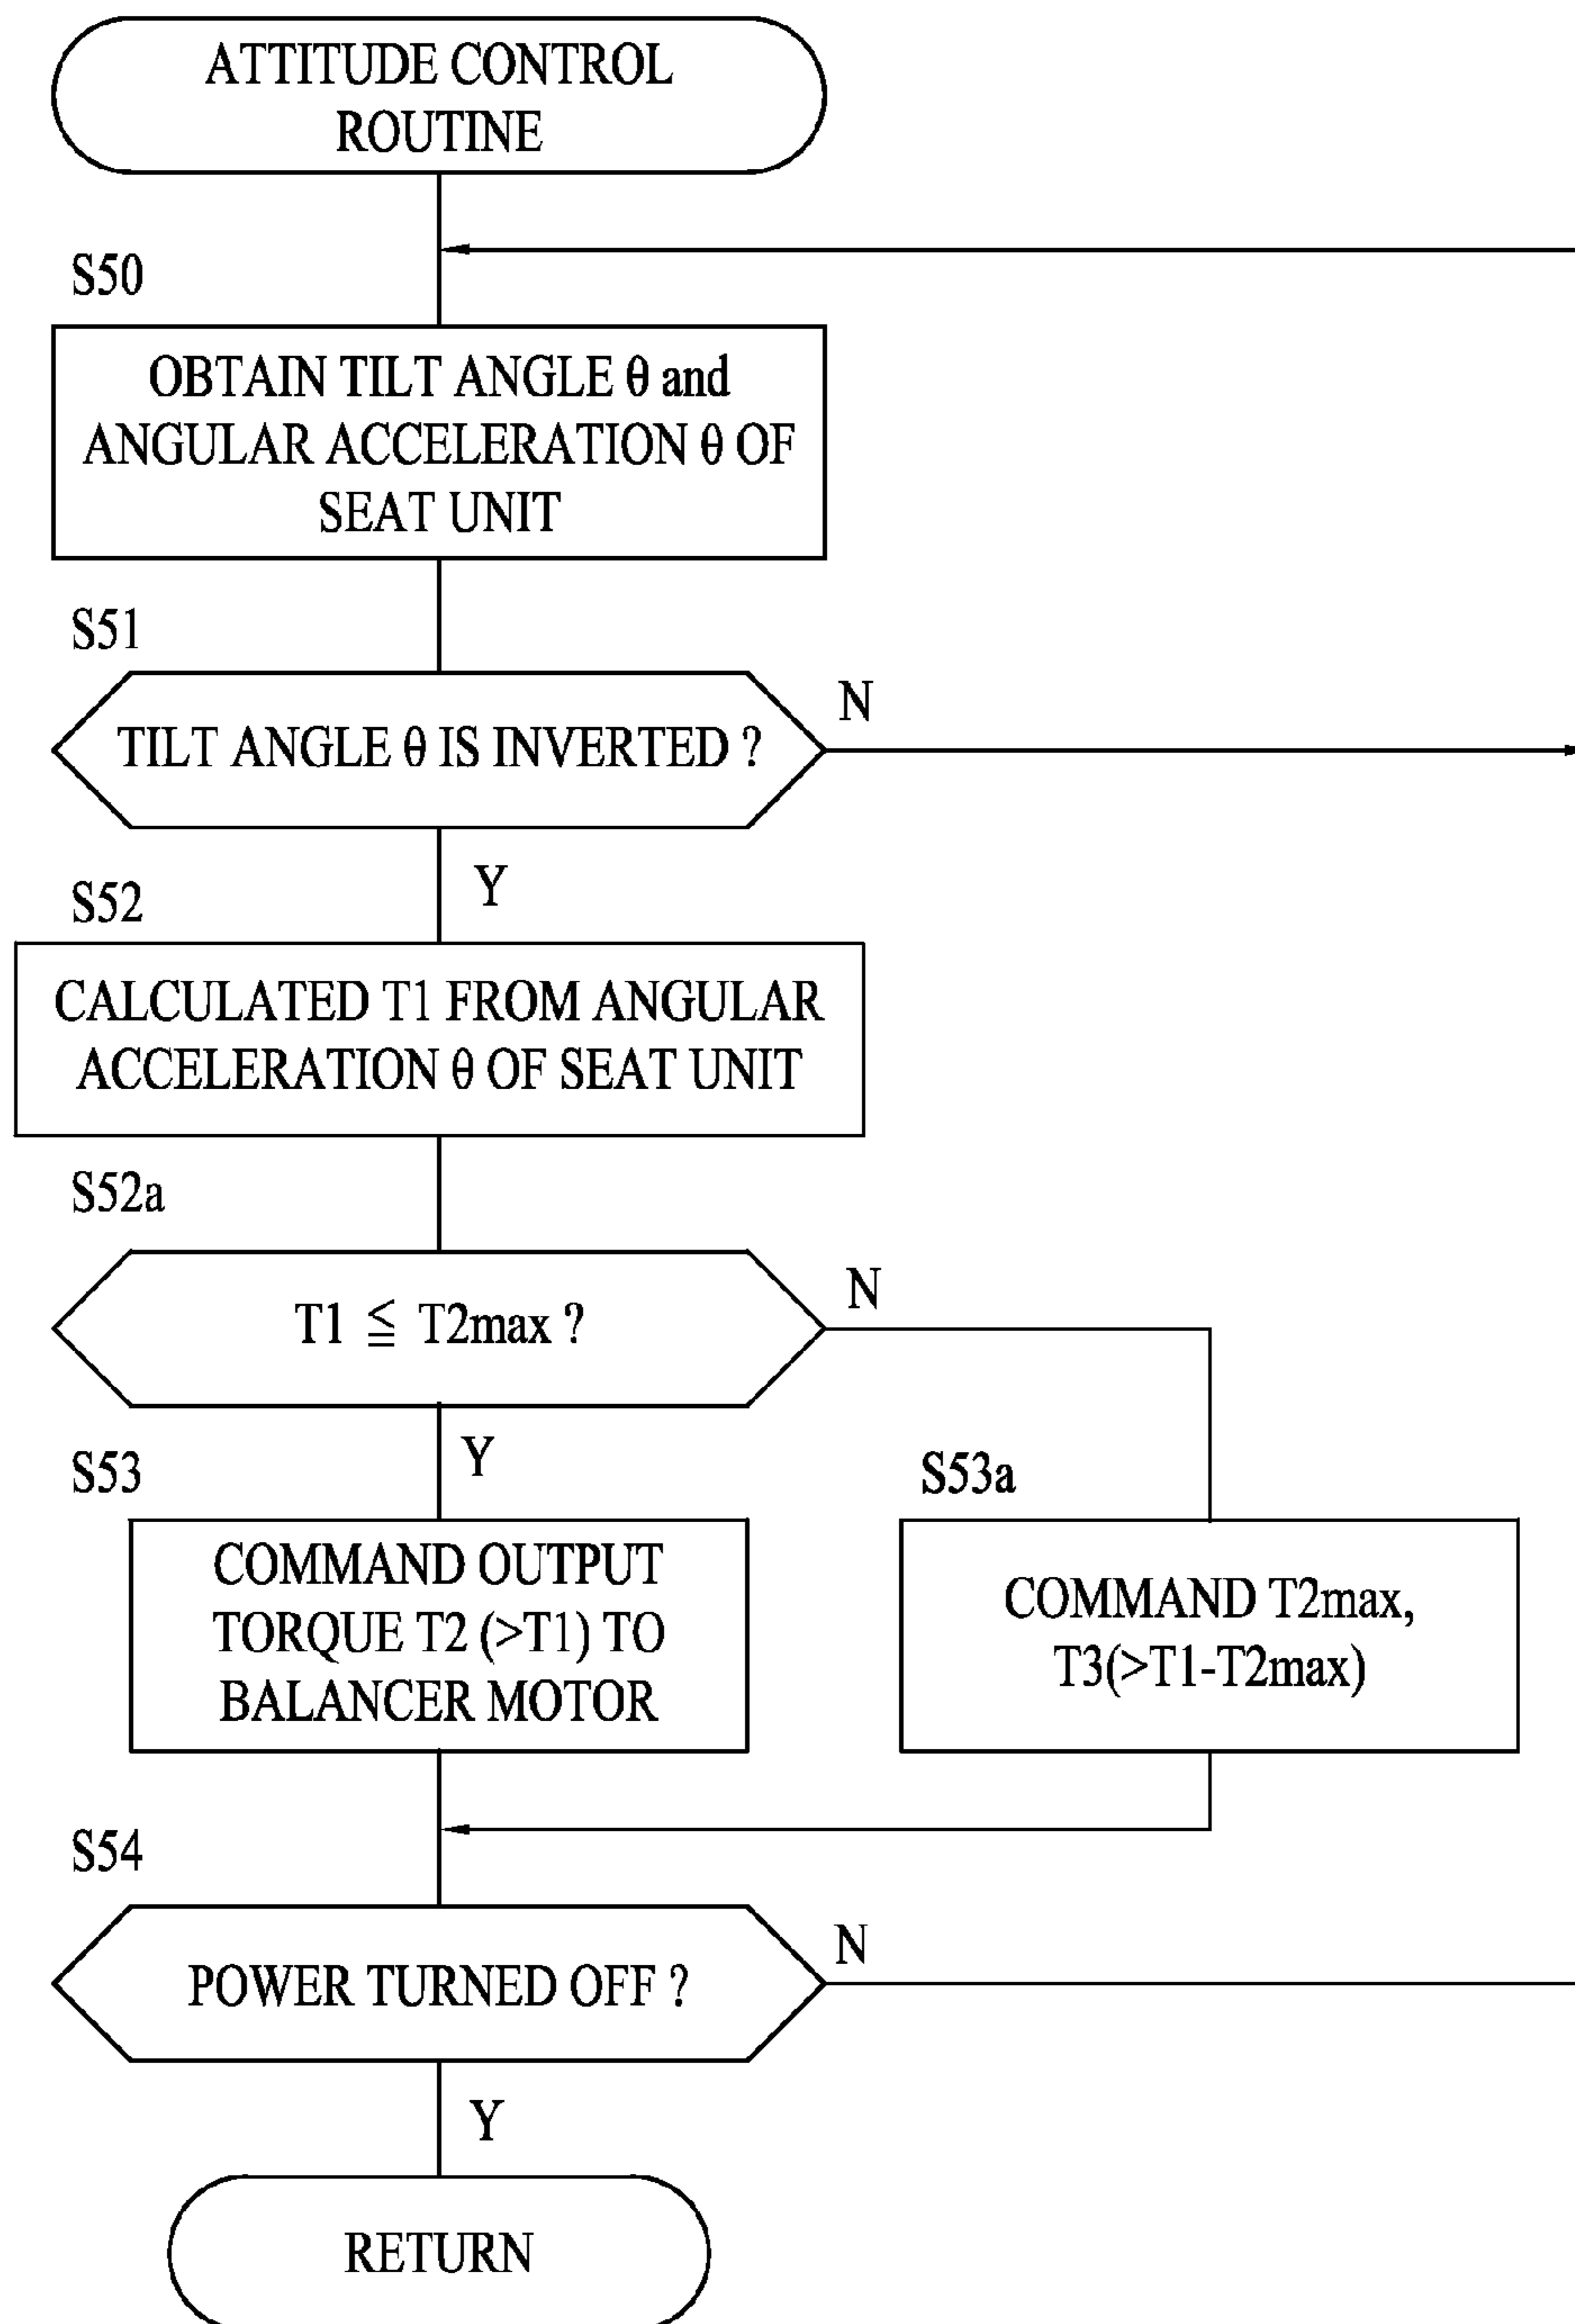 ATTITUDE CONTROL
ROUTINE
S50
OBTAIN TILT ANGLE θ and
ANGULAR ACCELERATION θ OF
SEAT UNIT
S51
TILT ANGLE θ IS INVERTED ?
N
Y
S52
CALCULATED T1 FROM ANGULAR
ACCELERATION θ OF SEAT UNIT
S52a
T1 ≦ T2max ?
N
Y
S53
COMMAND OUTPUT
TORQUE T2 (>T1) TO
BALANCER MOTOR
S53a
COMMAND T2max,
T3(>T1-T2max)
S54
POWER TURNED OFF ?
N
Y
RETURN